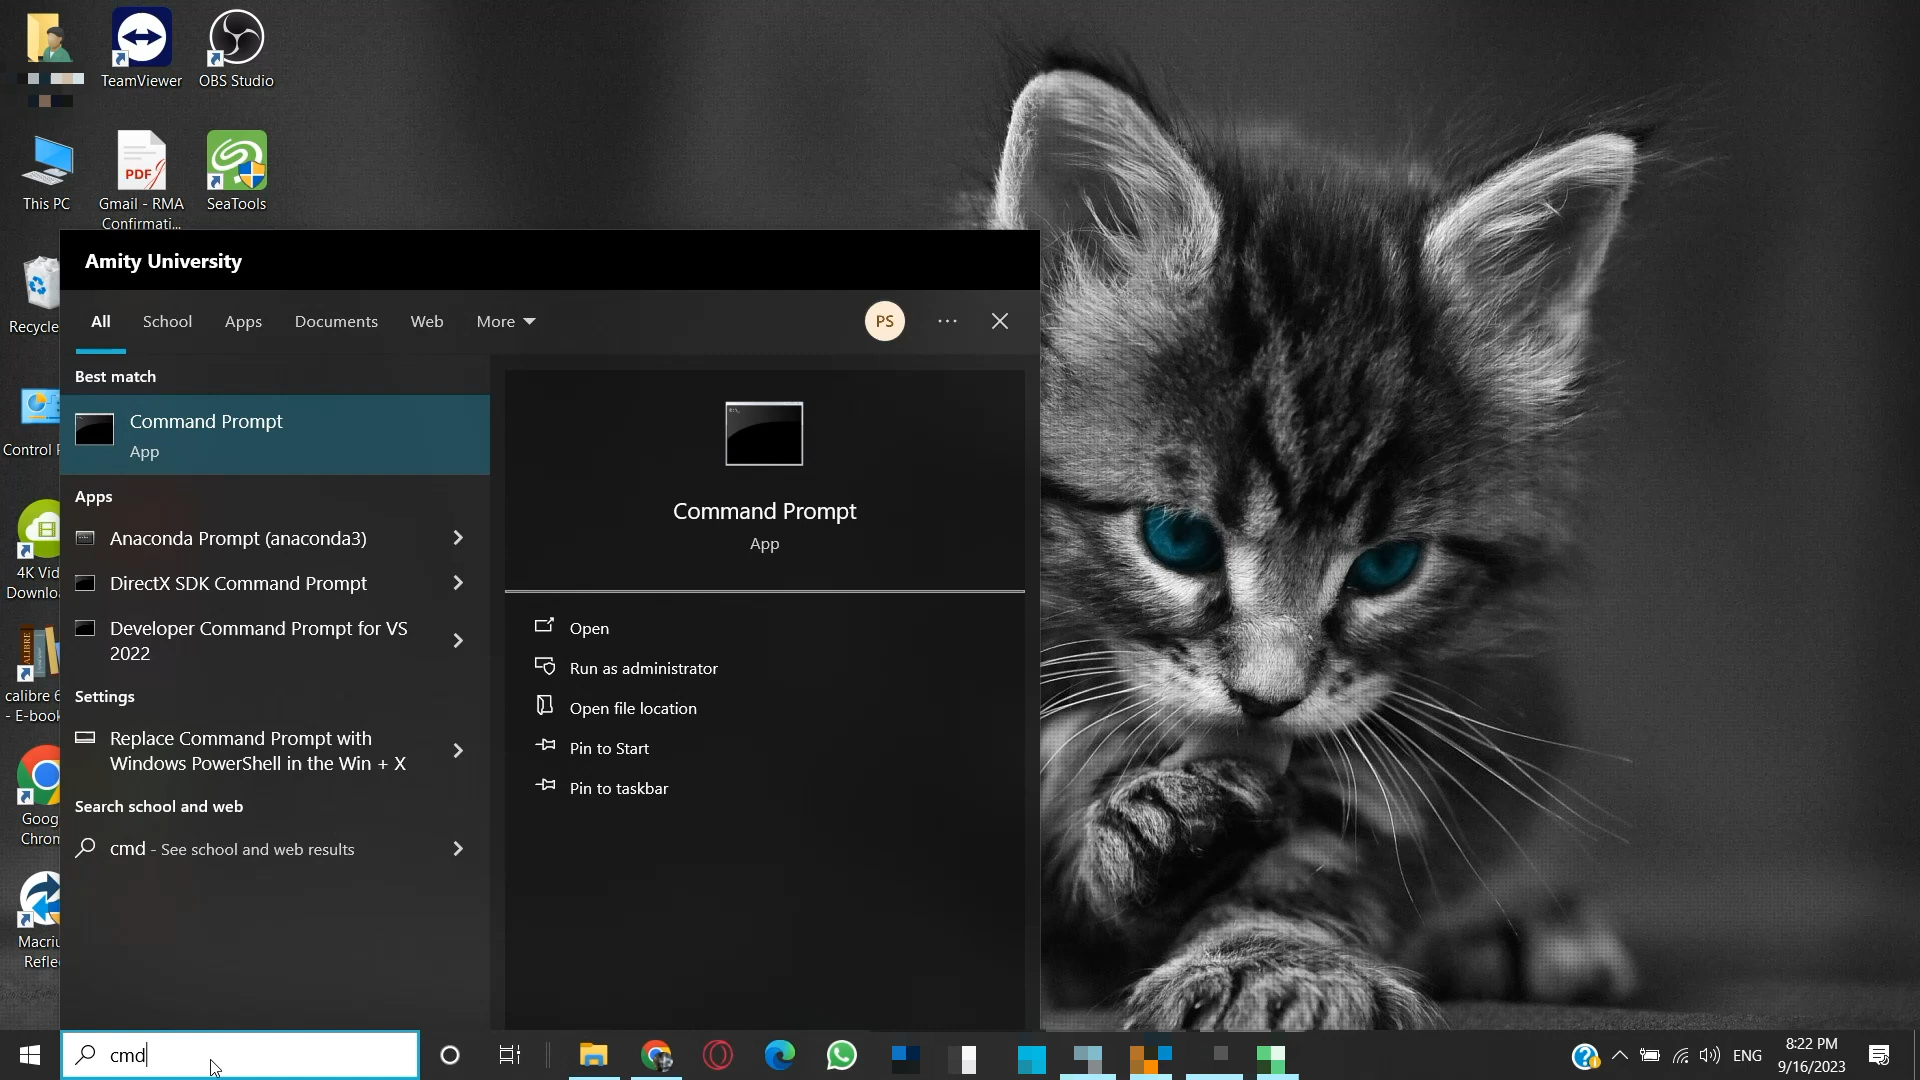 TeamViewer
OBS Studio
This PC
PDF
Gmail - RMA
Confirmati...
SeaTools
Recycle
Control
4K Vid
Downlo
CALIBRE
calibre 6
- E-book
Goog
Chrom
Macriu
Refle
Amity University
All
School
Apps
Documents
Web
More
PS
Best match
Command Prompt
App
Apps
Anaconda Prompt (anaconda3)
DirectX SDK Command Prompt
Developer Command Prompt for VS
2022
Settings
Replace Command Prompt with
Windows PowerShell in the Win + X
Search school and web
cmd - See school and web results
Command Prompt
App
Open
Run as administrator
Open file location
Pin to Start
Pin to taskbar
cmd
ENG
8:22 PM
9/16/2023